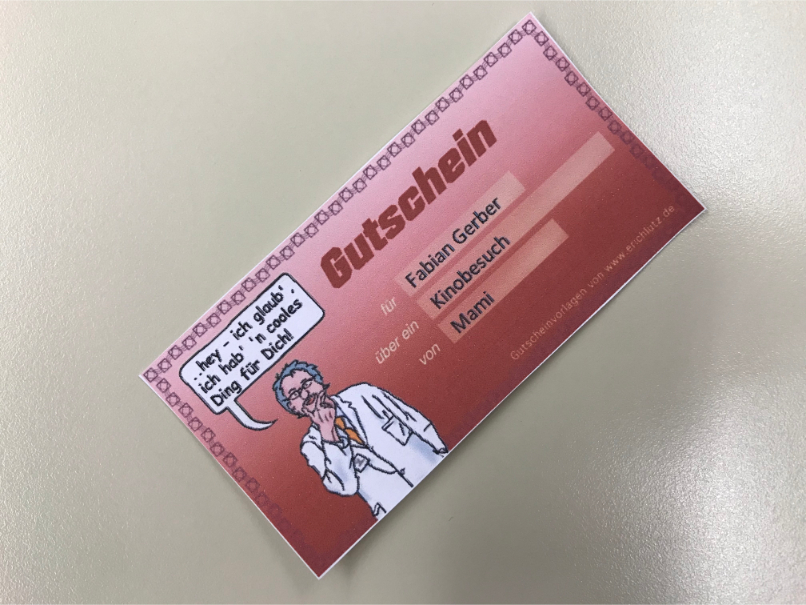 Gutschein
für Fabian Gerber
über ein Kinobesuch
von Mami
...hey - ich glaub',
ich hab' 'n cooles
Ding für Dich!
Gutscheinvorlagen von www.erichlutz.de